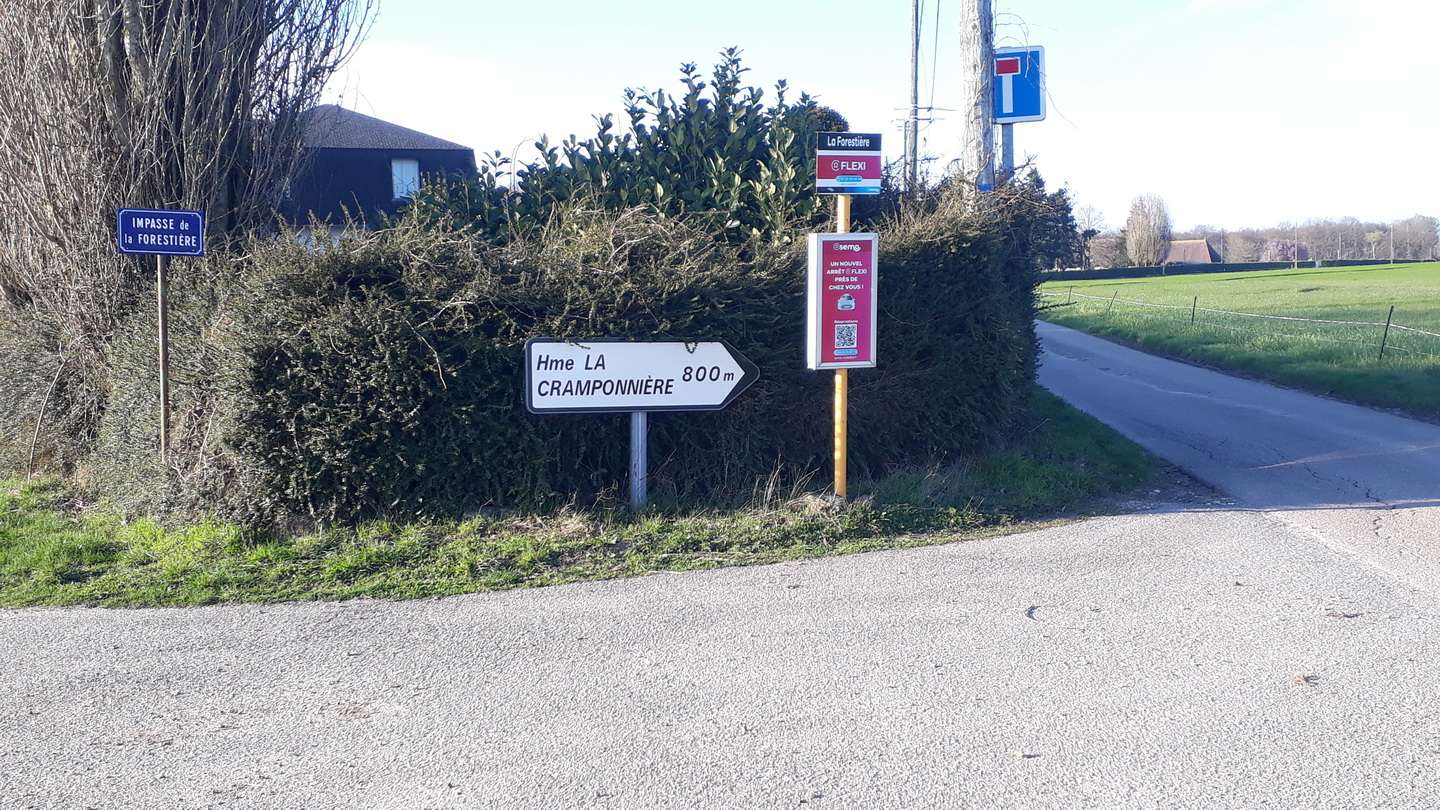 IMPASSE de
la FORESTIÈRE
Hme LA
CRAMPONNIÈRE
800m
La Forestière
FLEXI
semo
UN NOUVEL
ARRÊT FLEXI
PRÈS DE
CHEZ VOUS !